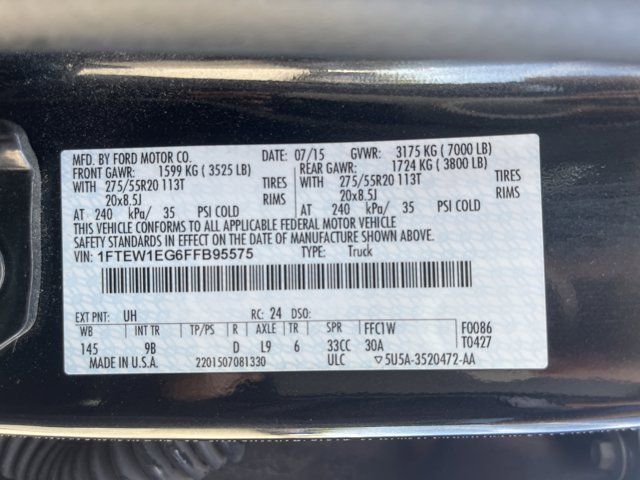 MFD. BY FORD MOTOR CO. DATE: 07/15 GVWR: 3175 KG ( 7000 LB)
FRONT GAWR: 1599 KG ( 3525 LB) REAR GAWR: 1724 KG ( 3800 LB)
WITH 275/55R20 113T TIRES WITH 275/55R20 113T TIRES
20x8.5J RIMS 20x8.5J RIMS
AT 240 kPa/ 35 PSI COLD AT 240 kPa/ 35 PSI COLD
THIS VEHICLE CONFORMS TO ALL APPLICABLE FEDERAL MOTOR VEHICLE
SAFETY STANDARDS IN EFFECT ON THE DATE OF MANUFACTURE SHOWN ABOVE.
VIN: 1FTEW1EG6FFB95575 TYPE: Truck
EXT PNT: UH RC: 24 DSO:
WB INT TR TP/PS R AXLE TR SPR FFC1W F0086
145 9B D L9 6 33CC 30A T0427
MADE IN U.S.A. 2201507081330 ULC ▽5U5A-3520472-AA